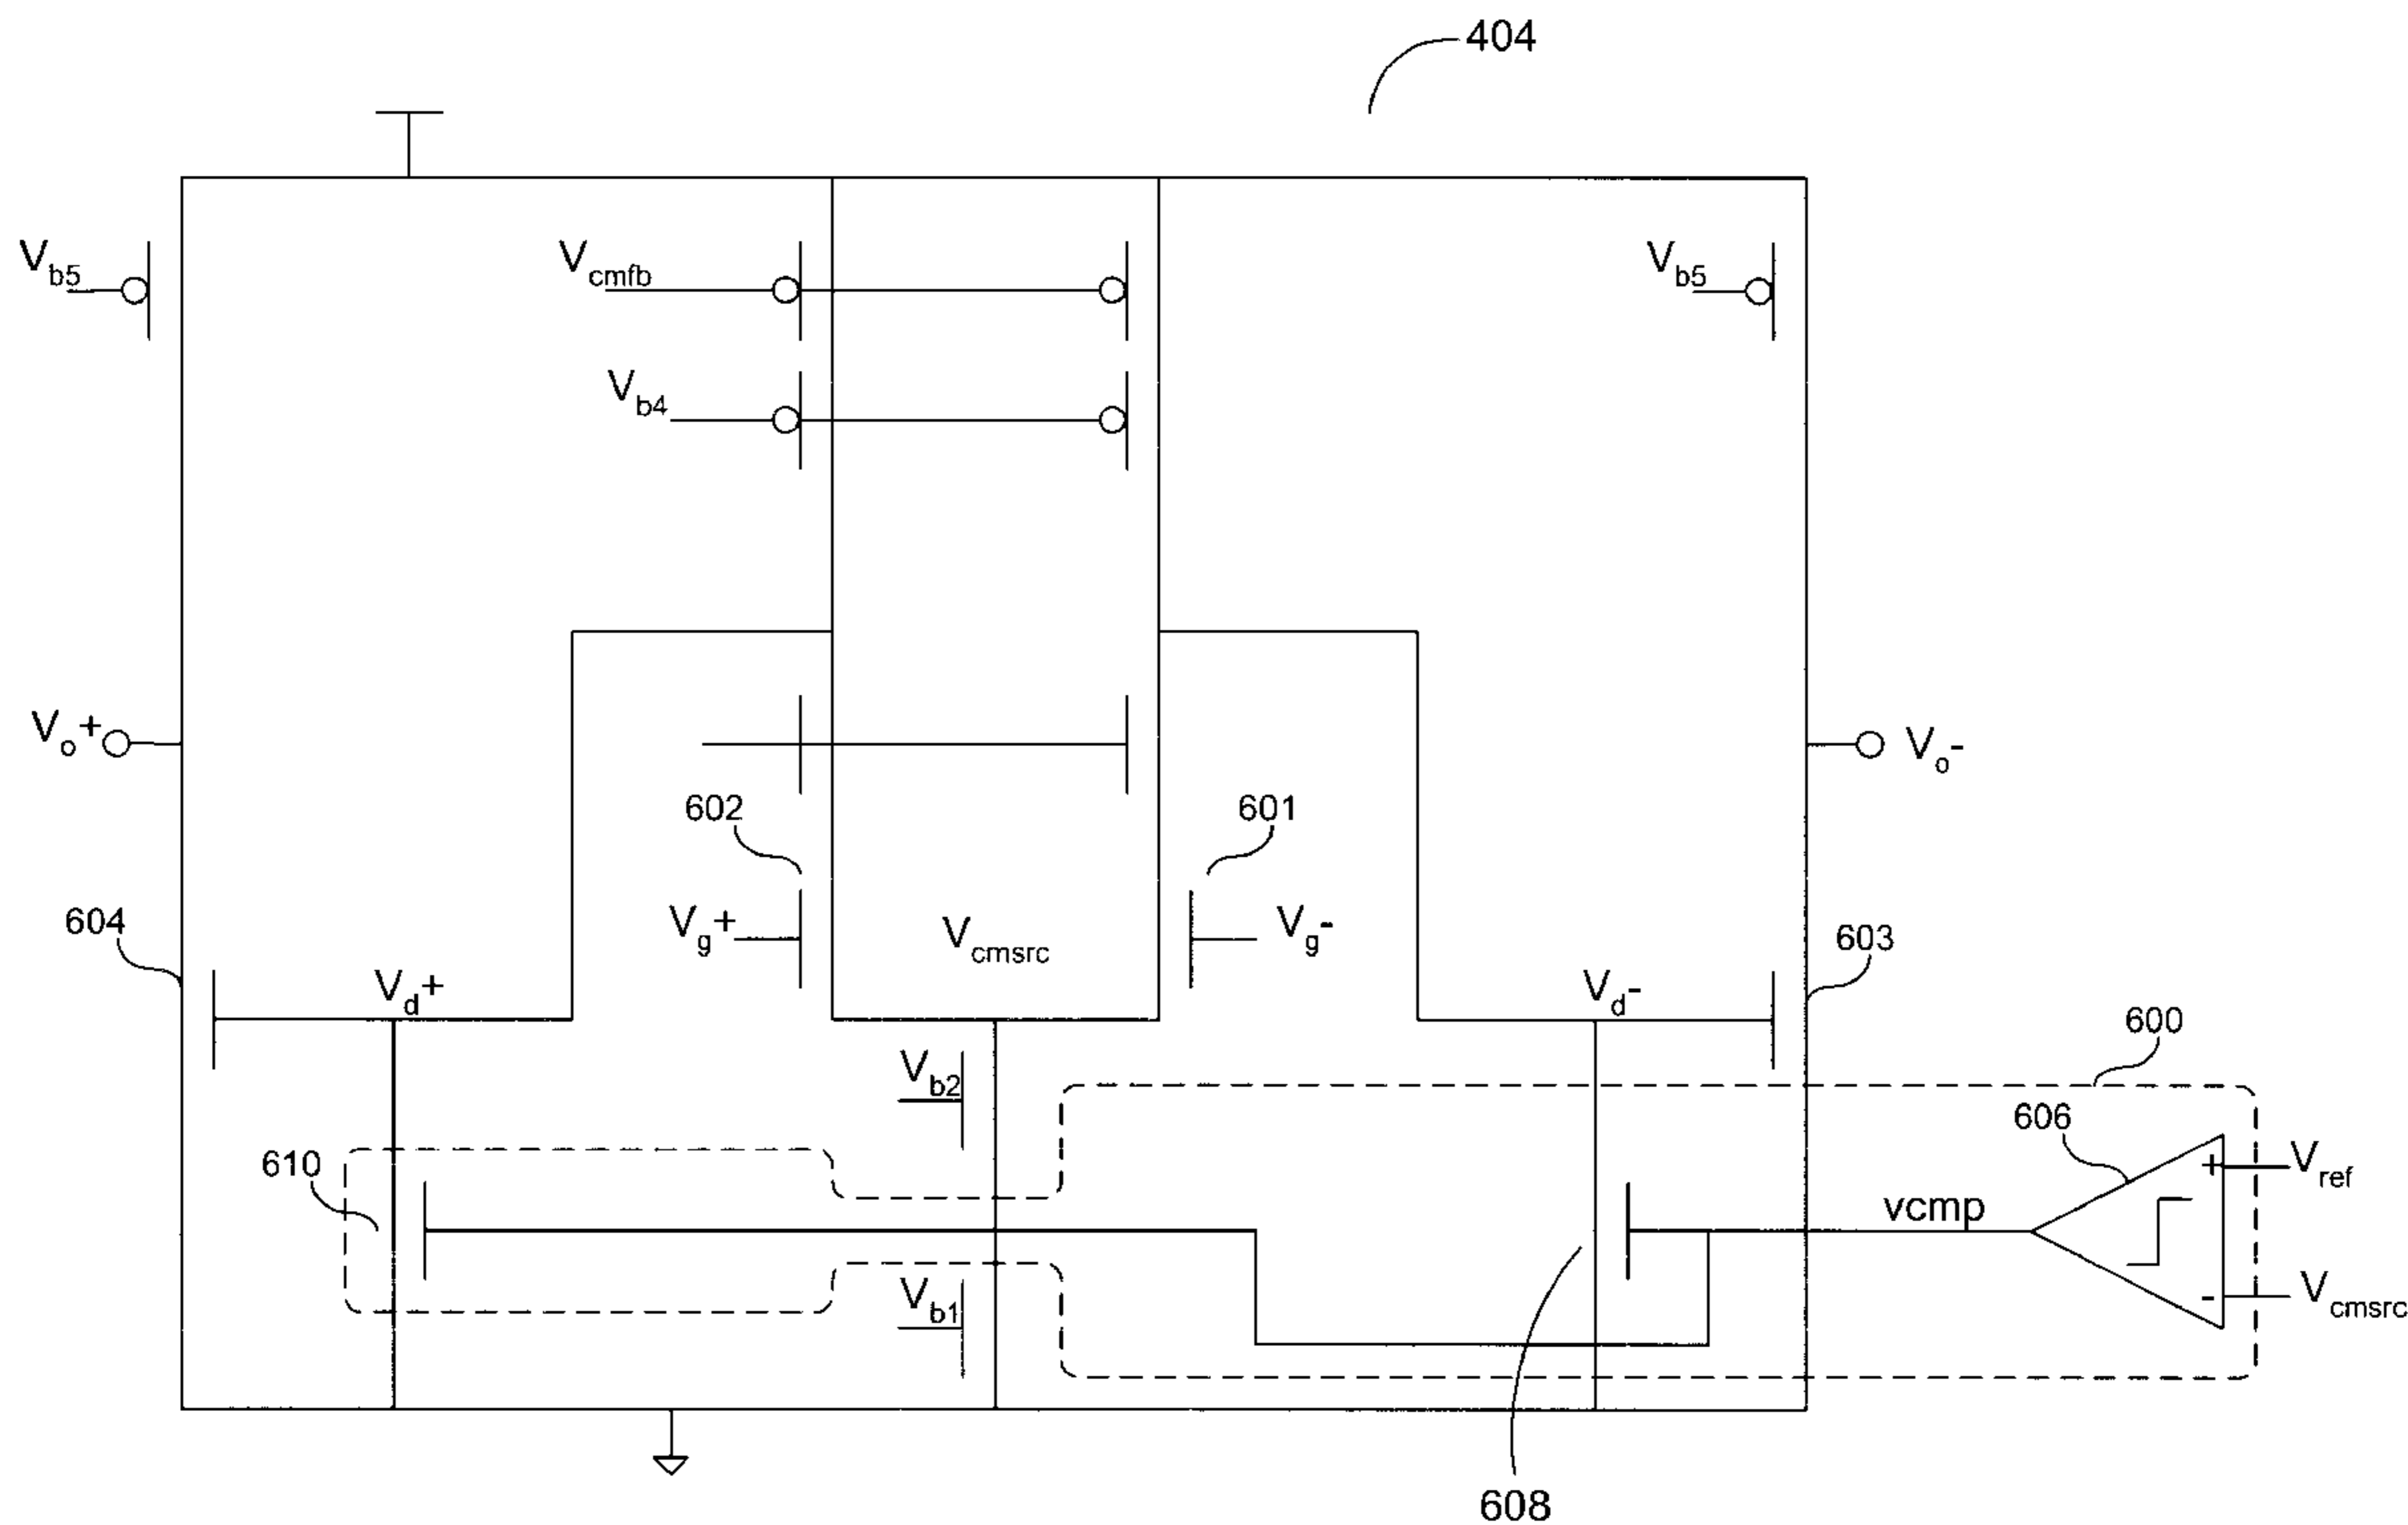 404
Vb5
Vcmfb
Vb5
Vb4
Vo+
Vo-
602
601
604
Vg+
Vcmsrc
Vg-
603
Vd+
Vd-
600
Vb2
606
610
+
Vref
vcmp
Vb1
-
Vcmsrc
608